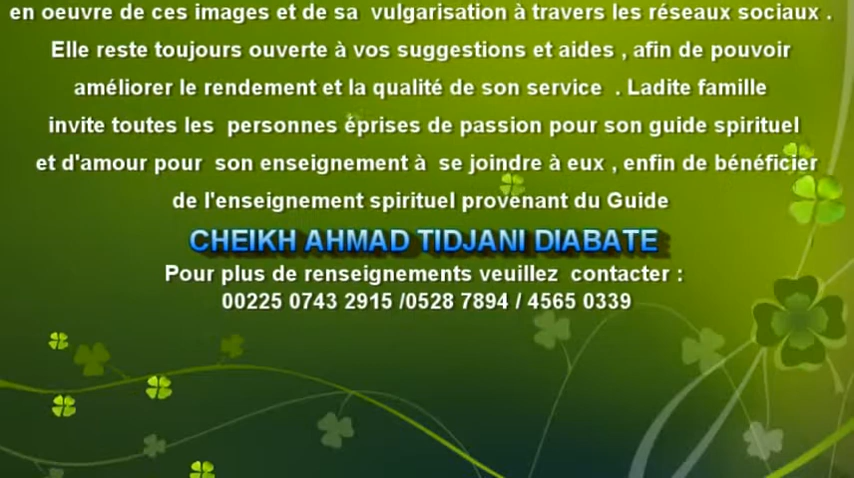 en oeuvre de ces images et de sa vulgarisation à travers les réseaux sociaux .
Elle reste toujours ouverte à vos suggestions et aides , afin de pouvoir
améliorer le rendement et la qualité de son service . Ladite famille
invite toutes les personnes éprises de passion pour son guide spirituel
et d'amour pour son enseignement à se joindre à eux , enfin de bénéficier
de l'enseignement spirituel provenant du Guide
CHEIKH AHMAD TIDJANI DIABATE
Pour plus de renseignements veuillez contacter :
00225 0743 2915 /0528 7894 / 4565 0339